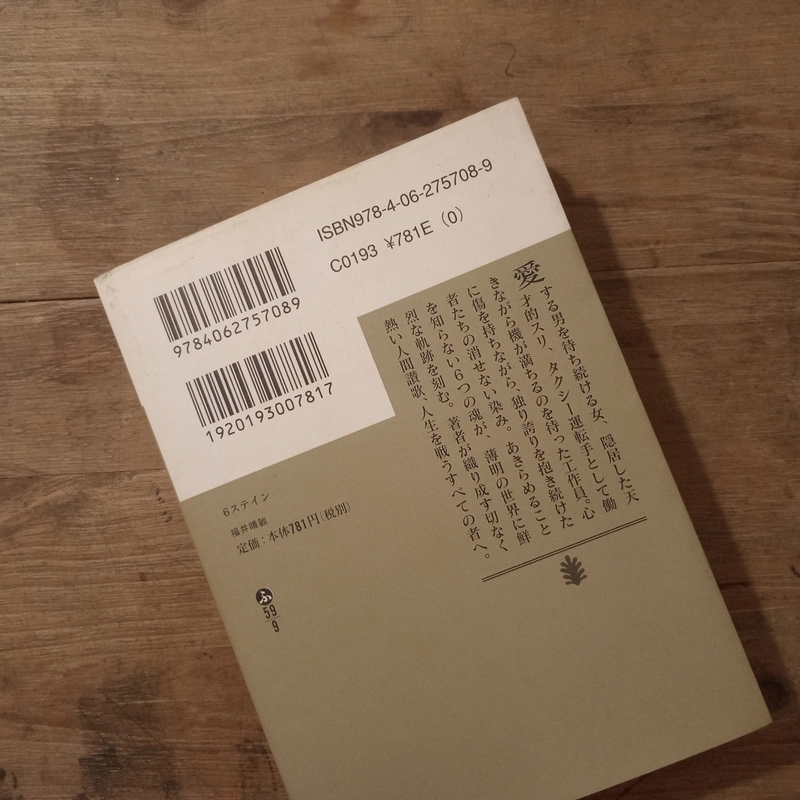 ISBN978-4-06-275708-9
C0193 ¥781E (0)
9784062757089
1920193007817
愛する男を待ち続ける女、隠居した天
才的スリ、タクシー運転手として働
きながら機が満ちるのを待った工作員。心
に傷を持ちながら、独り誇りを抱き続けた
者たちの消せない染み。あきらめること
を知らない6つの魂が、薄明の世界に鮮
烈な軌跡を刻む。著者が織り成す切なく
熱い人間讃歌、人生を戦うすべての者へ。
6ステイン
福井晴敏
定価:本体781円(税別)
ふ
59
9